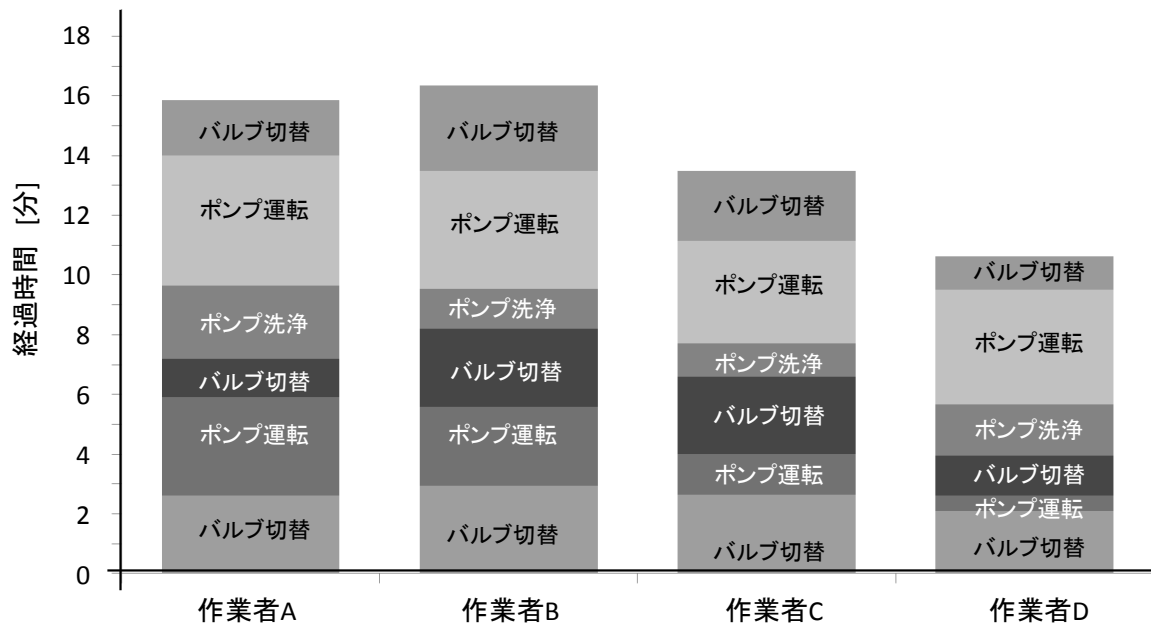 経過時間 [分]
18
16
14
12
10
8
6
4
2
0
バルブ切替
ポンプ運転
ポンプ洗浄
バルブ切替
ポンプ運転
バルブ切替
バルブ切替
ポンプ運転
ポンプ洗浄
バルブ切替
ポンプ運転
バルブ切替
バルブ切替
ポンプ運転
ポンプ洗浄
バルブ切替
ポンプ運転
バルブ切替
バルブ切替
ポンプ運転
ポンプ洗浄
バルブ切替
ポンプ運転
バルブ切替
作業者A
作業者B
作業者C
作業者D